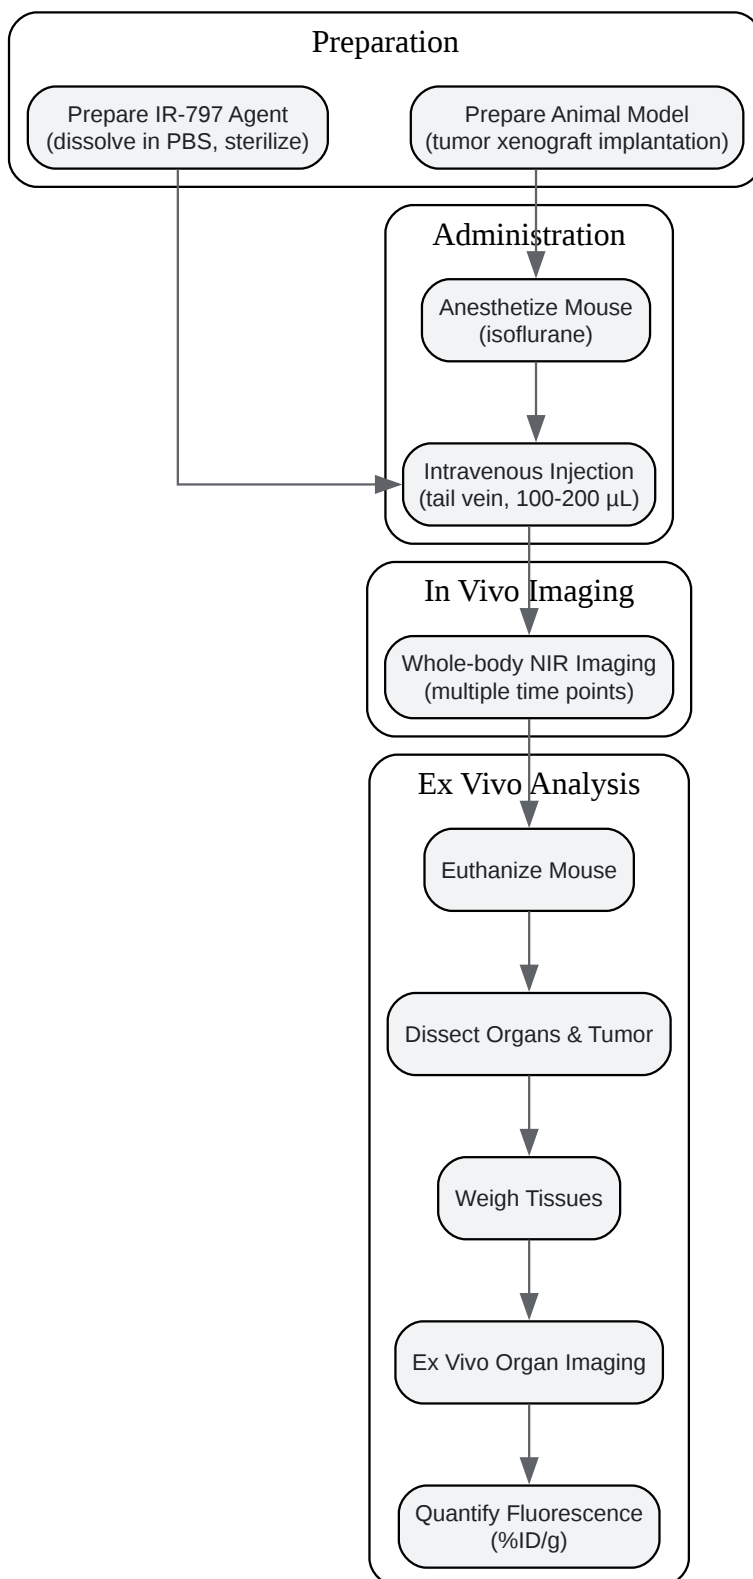 Preparation
Prepare IR-797 Agent
(dissolve in PBS, sterilize)
Prepare Animal Model
(tumor xenograft implantation)
Administration
Anesthetize Mouse
(isoflurane)
Intravenous Injection
(tail vein, 100-200 µL)
In Vivo Imaging
Whole-body NIR Imaging
(multiple time points)
Ex Vivo Analysis
Euthanize Mouse
Dissect Organs & Tumor
Weigh Tissues
Ex Vivo Organ Imaging
Quantify Fluorescence
(%ID/g)